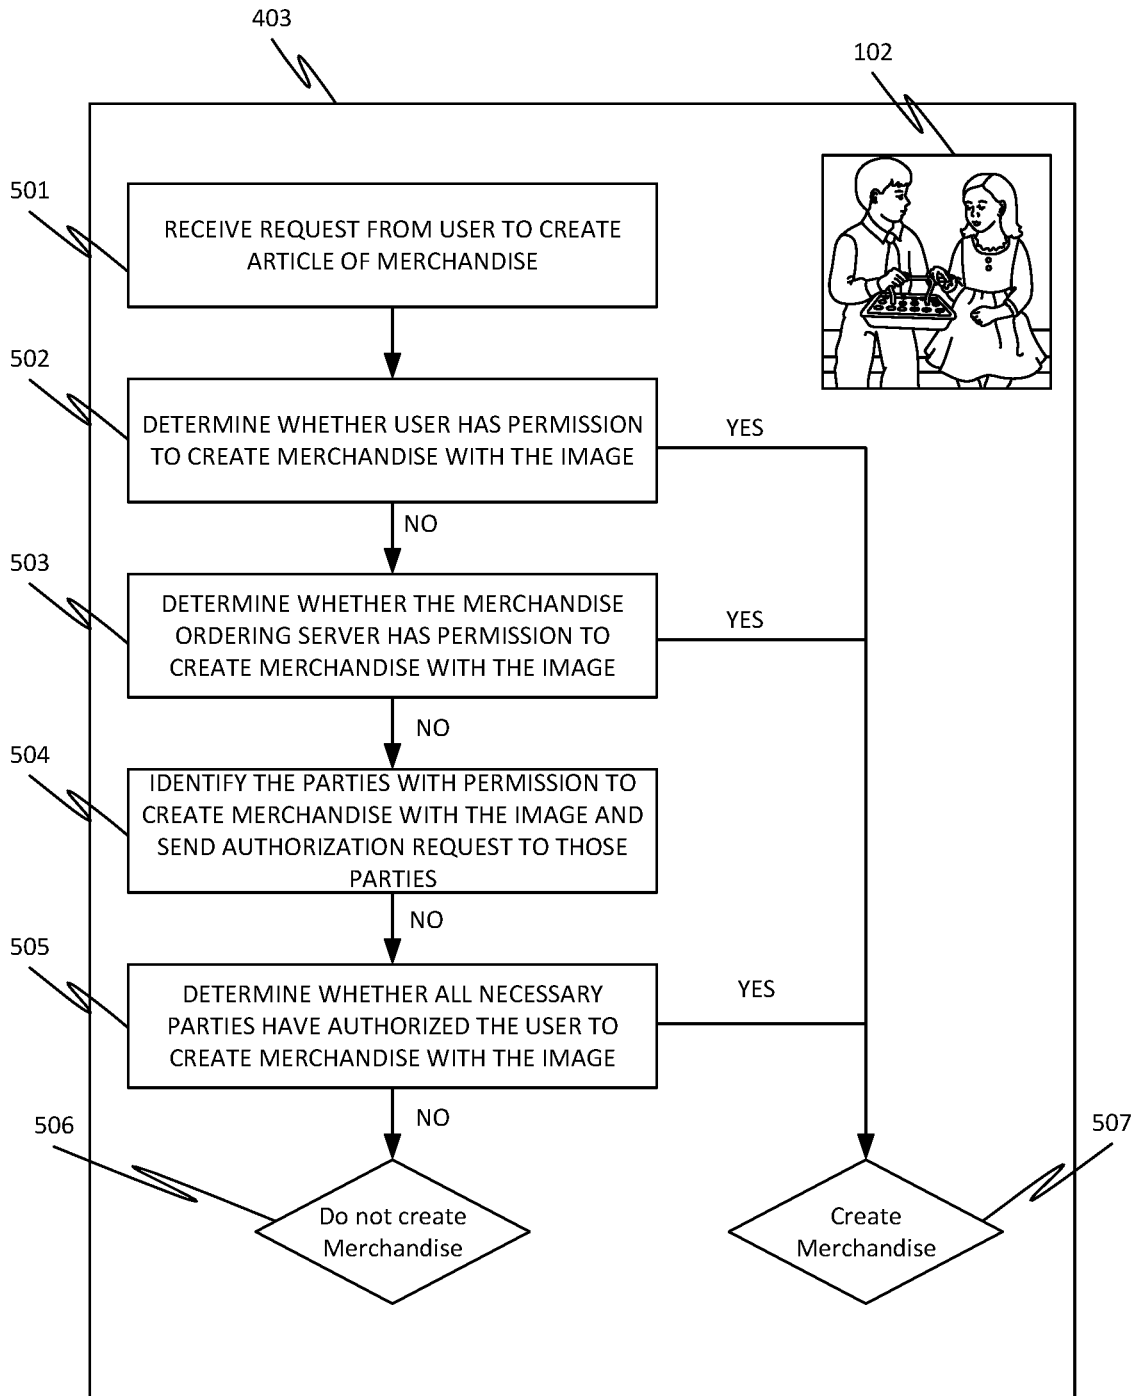 403
102
501
RECEIVE REQUEST FROM USER TO CREATE
ARTICLE OF MERCHANDISE
502
DETERMINE WHETHER USER HAS PERMISSION
TO CREATE MERCHANDISE WITH THE IMAGE
YES
NO
503
DETERMINE WHETHER THE MERCHANDISE
ORDERING SERVER HAS PERMISSION TO
CREATE MERCHANDISE WITH THE IMAGE
YES
NO
504
IDENTIFY THE PARTIES WITH PERMISSION TO
CREATE MERCHANDISE WITH THE IMAGE AND
SEND AUTHORIZATION REQUEST TO THOSE
PARTIES
NO
505
DETERMINE WHETHER ALL NECESSARY
PARTIES HAVE AUTHORIZED THE USER TO
CREATE MERCHANDISE WITH THE IMAGE
YES
NO
506
Do not create
Merchandise
507
Create
Merchandise